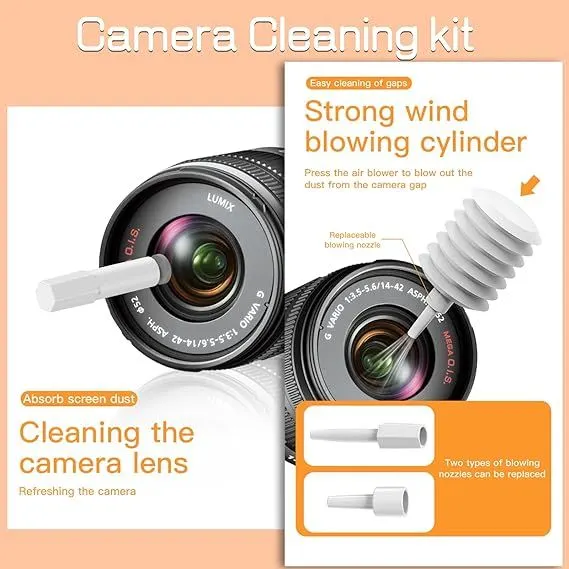 Camera Cleaning kit
Easy cleaning of gaps
Strong wind
blowing cylinder
Press the air blower to blow out the
dust from the camera gap
Replaceable
blowing nozzle
LUMIX
O.I.S.
G VARIO 1:3.5-5.6/14-42 ASPH. ϕ52
G VARIO 1:3.5-5.6/14-42 ASPH. 52
MEGA O.I.S.
Absorb screen dust
Cleaning the
camera lens
Refreshing the camera
Two types of blowing
nozzles can be replaced